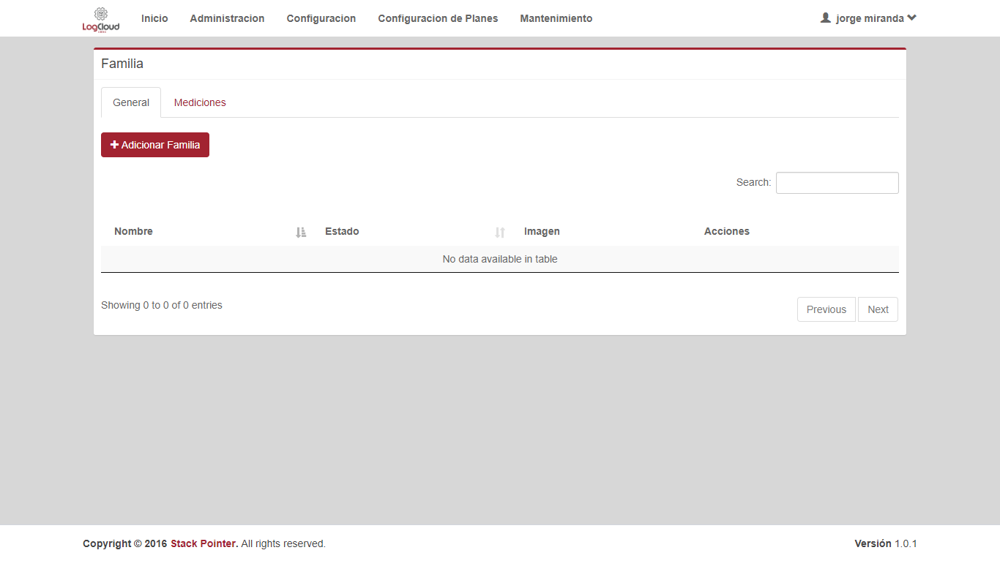 LogCloud
Inicio Administracion Configuracion Configuracion de Planes Mantenimiento jorge miranda
Familia
General Mediciones
Adicionar Familia
Search:
Nombre Estado Imagen Acciones
No data available in table
Showing 0 to 0 of 0 entries
Previous Next
Copyright © 2016 Stack Pointer. All rights reserved.
Versión 1.0.1